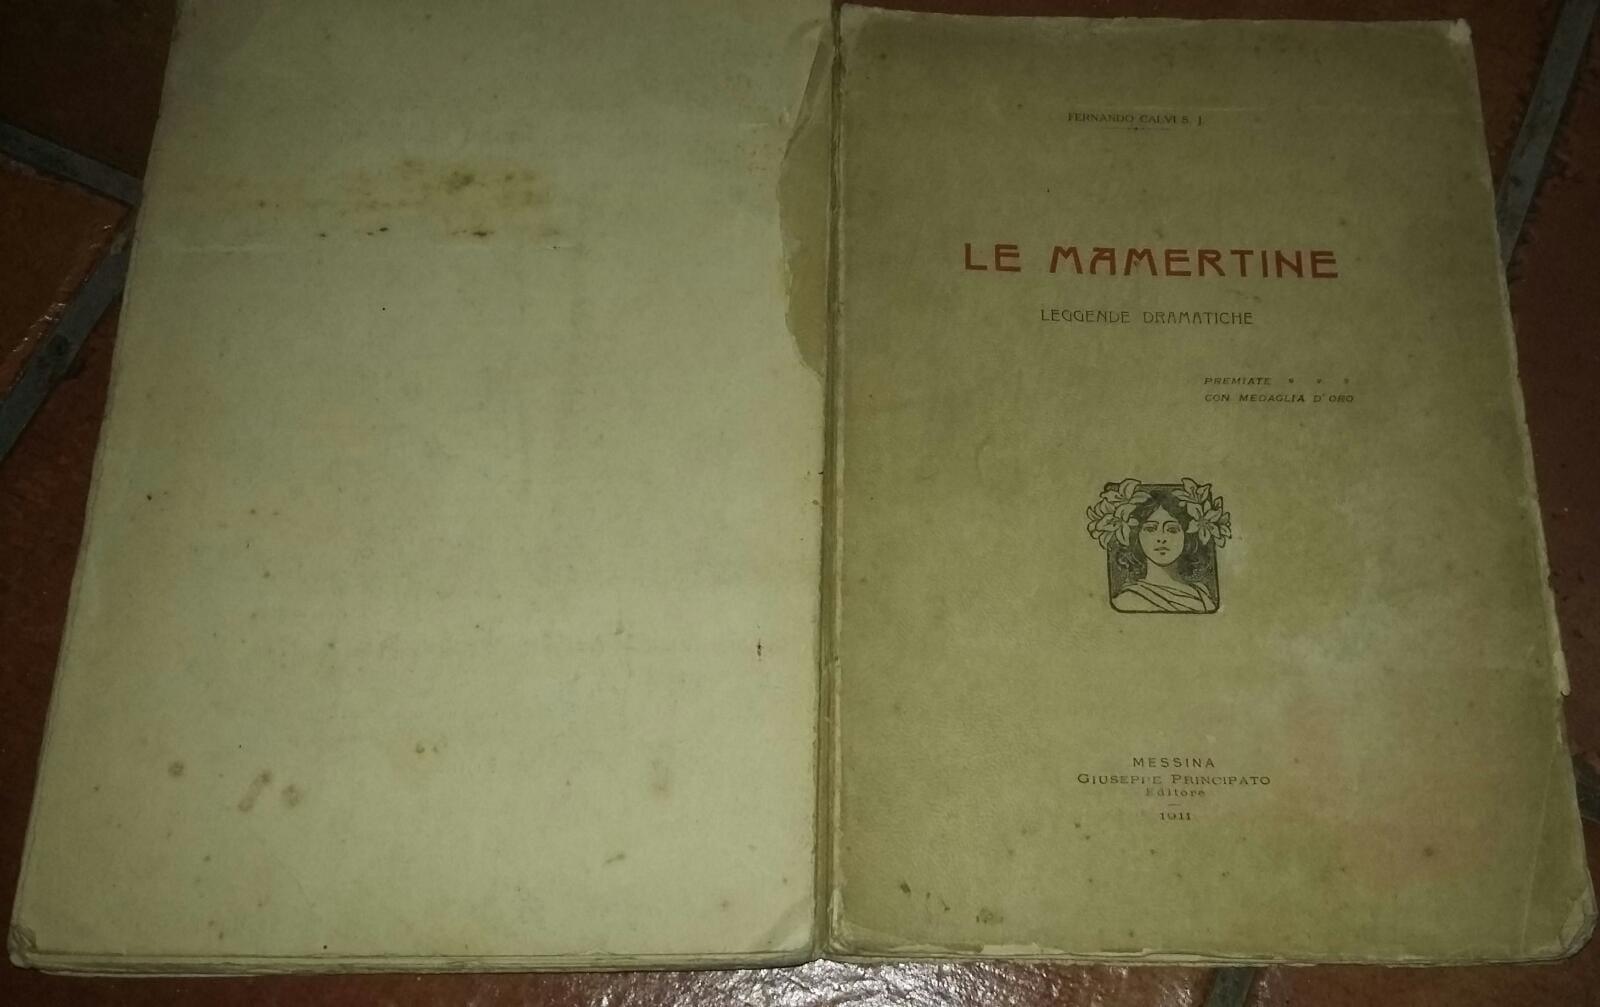 FERNANDO CALVI S. J.
LE MAMERTINE
LEGGENDE DRAMATICHE
PREMIATE
CON MEDAGLIA D'ORO
MESSINA
GIUSEPPE PRINCIPATO
Editore
1911